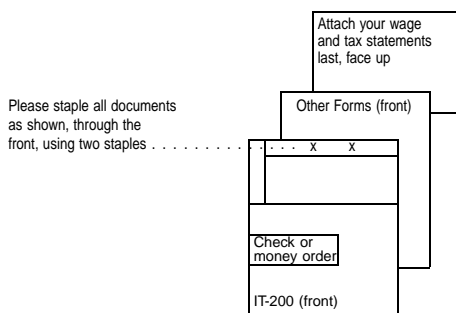 Attach your wage
and tax statements
last, face up
Other Forms (front)
Please staple all documents
as shown, through the
front, using two staples . . . . . . . . . . . . . . x x
Check or
money order
IT-200 (front)